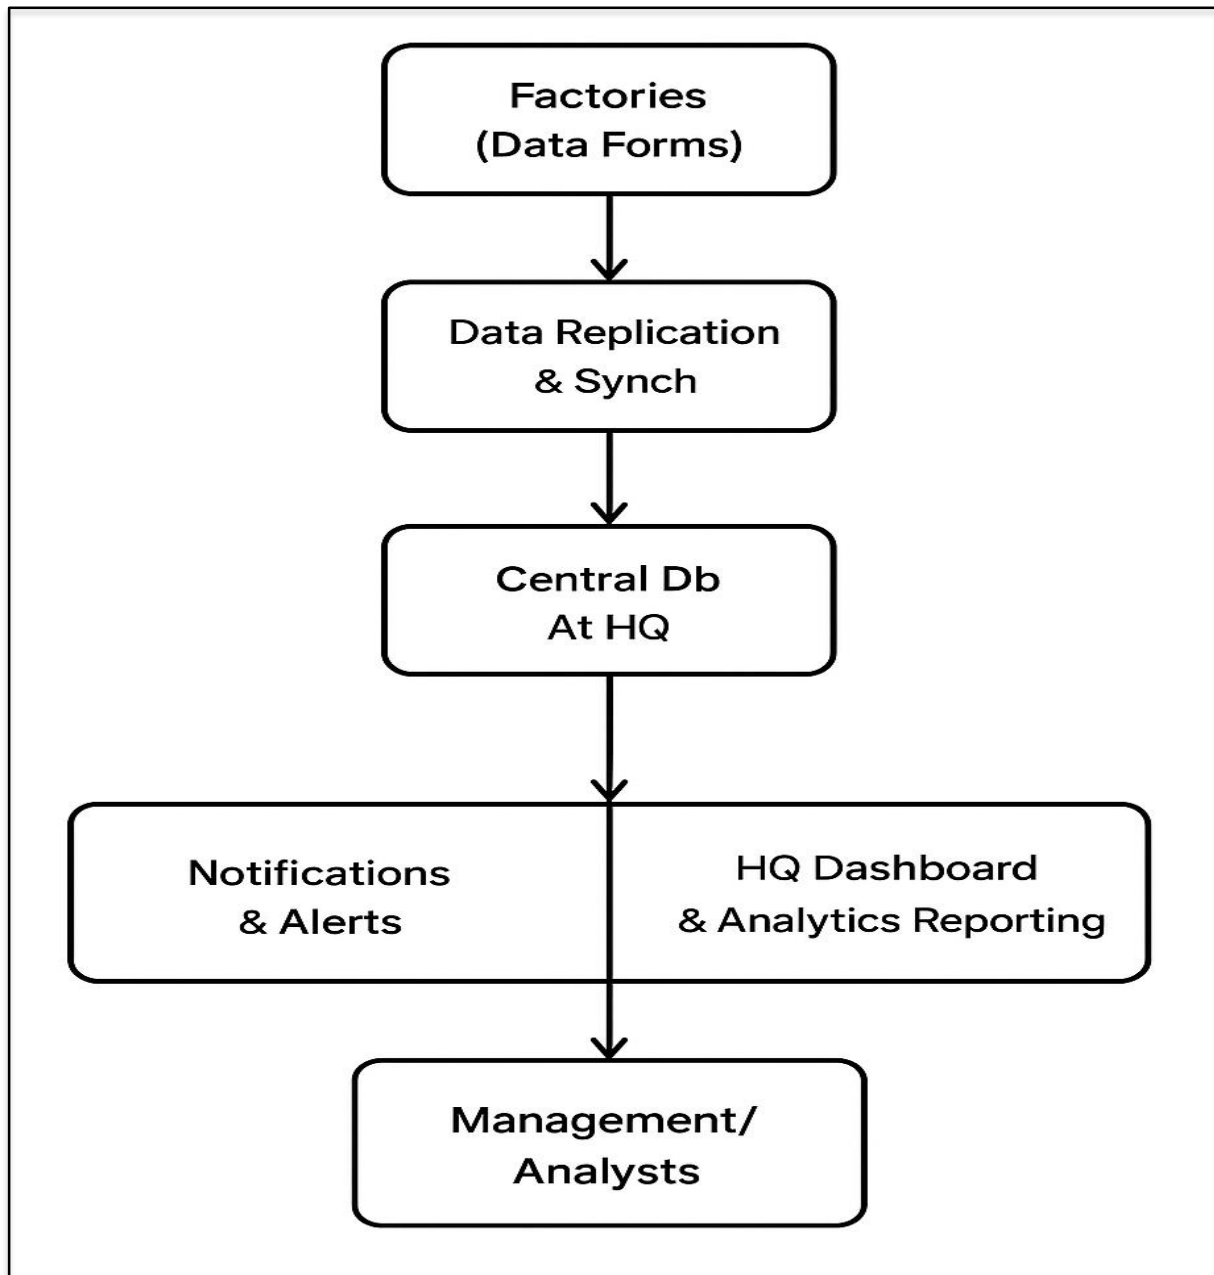 Factories
(Data Forms)
Data Replication
& Synch
Central Db
At HQ
Notifications
& Alerts
HQ Dashboard
& Analytics Reporting
Management/
Analysts